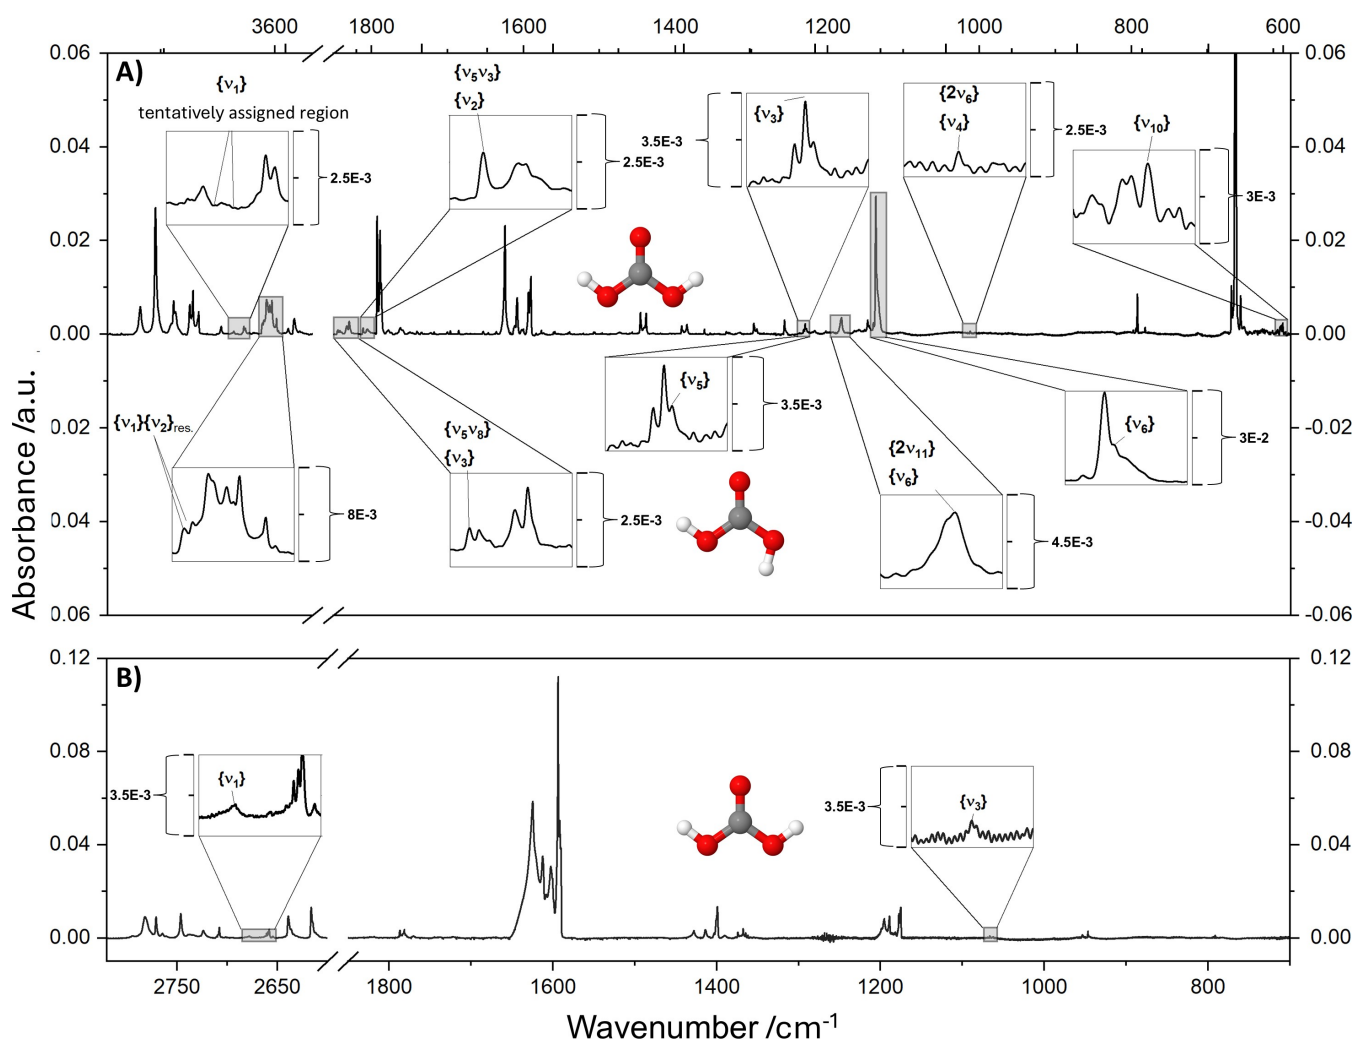 3600 1800 1600 1400 1200 1000 800 600
0.06 0.06
A)
{ν1}
tentatively assigned region
2.5E-3
{ν5ν3}
{ν2}
2.5E-3
3.5E-3
{ν3}
{2ν6}
{ν4}
2.5E-3
{ν10}
3E-3
0.04 0.04
0.02 0.02
0.00 0.00
{ν1}{ν2}res.
8E-3
{ν5ν8}
{ν3}
2.5E-3
{ν5}
3.5E-3
{2ν11}
{ν6}
4.5E-3
{ν6}
3E-2
0.02 -0.02
0.04 -0.04
0.06 -0.06
Absorbance /a.u.
0.12 0.12
B)
3.5E-3
{ν1}
3.5E-3
{ν3}
0.08 0.08
0.04 0.04
0.00 0.00
2750 2650 1800 1600 1400 1200 1000 800
Wavenumber /cm-1